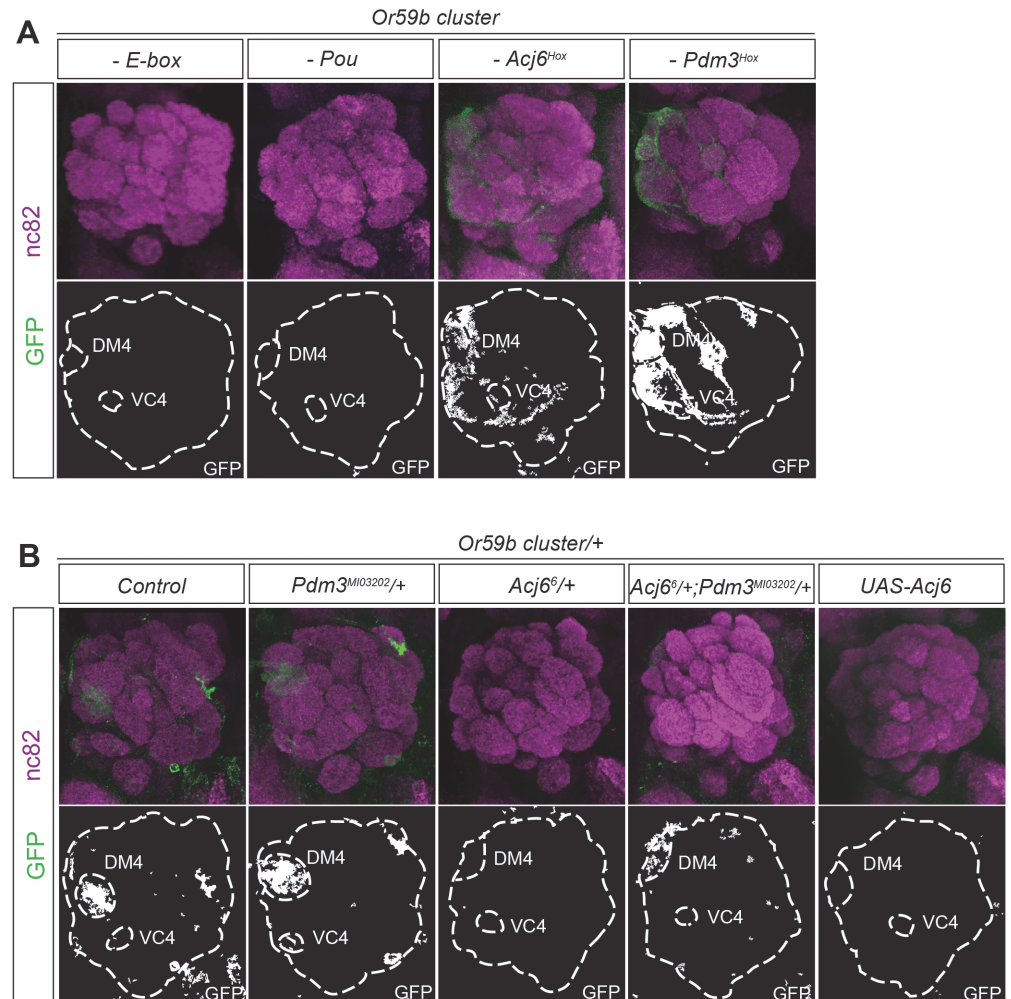 A
Or59b cluster
- E-box
- Pou
- Acj6Hox
- Pdm3Hox
nc82
GFP
DM4
VC4
GFP
DM4
VC4
GFP
DM4
VC4
GFP
DM4
VC4
GFP
B
Or59b cluster/+
Control
Pdm3MI03202/+
Acj66/+
Acj66/+;Pdm3MI03202/+
UAS-Acj6
nc82
GFP
DM4
VC4
GFP
DM4
VC4
GFP
DM4
VC4
GFP
DM4
VC4
GFP
DM4
VC4
GFP